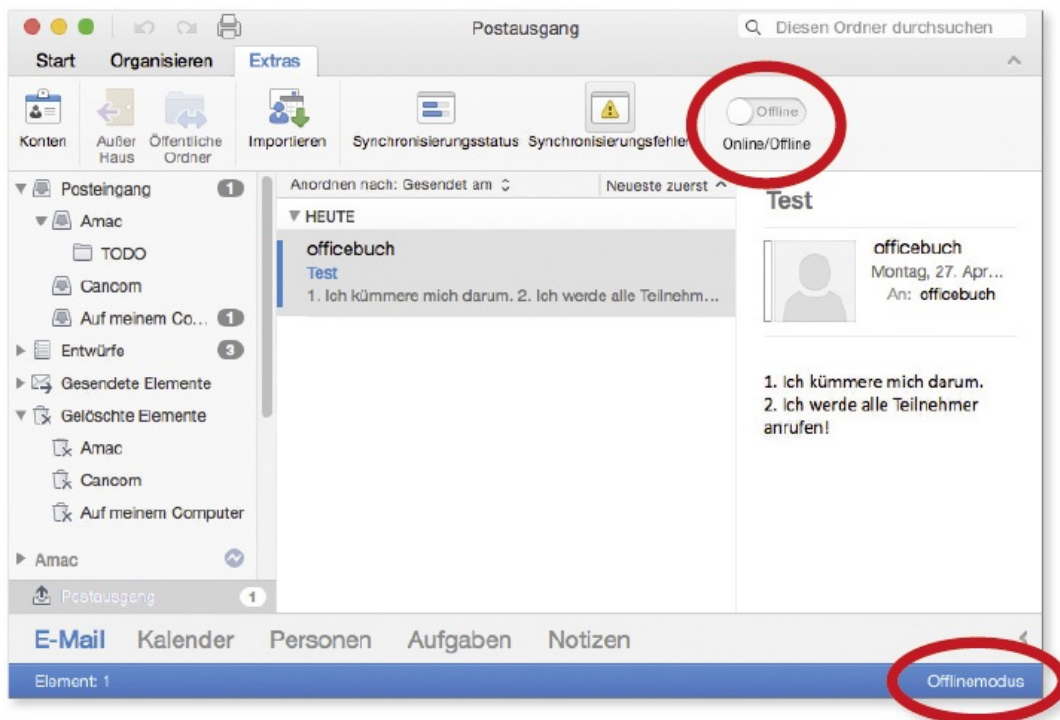 Postausgang
Diesen Ordner durchsuchen
Start Organisieren Extras
Konten
Außer Haus
Öffentliche Ordner
Importieren
Synchronisierungsstatus
Synchronisierungsfehler
Offline
Online/Offline
Posteingang 1
Amac
TODO
Cancom
Auf meinem Co... 1
Entwürfe 3
Gesendete Elemente
Gelöschte Elemente
Amac
Cancom
Auf meinem Computer
Amac
Postausgang 1
Anordnen nach: Gesendet am Neueste zuerst
HEUTE
officebuch
Test
1. Ich kümmere mich darum. 2. Ich werde alle Teilnehm...
Test
officebuch
Montag, 27. Apr...
An: officebuch
1. Ich kümmere mich darum.
2. Ich werde alle Teilnehmer
anrufen!
E-Mail Kalender Personen Aufgaben Notizen
Element: 1
Offlinemodus